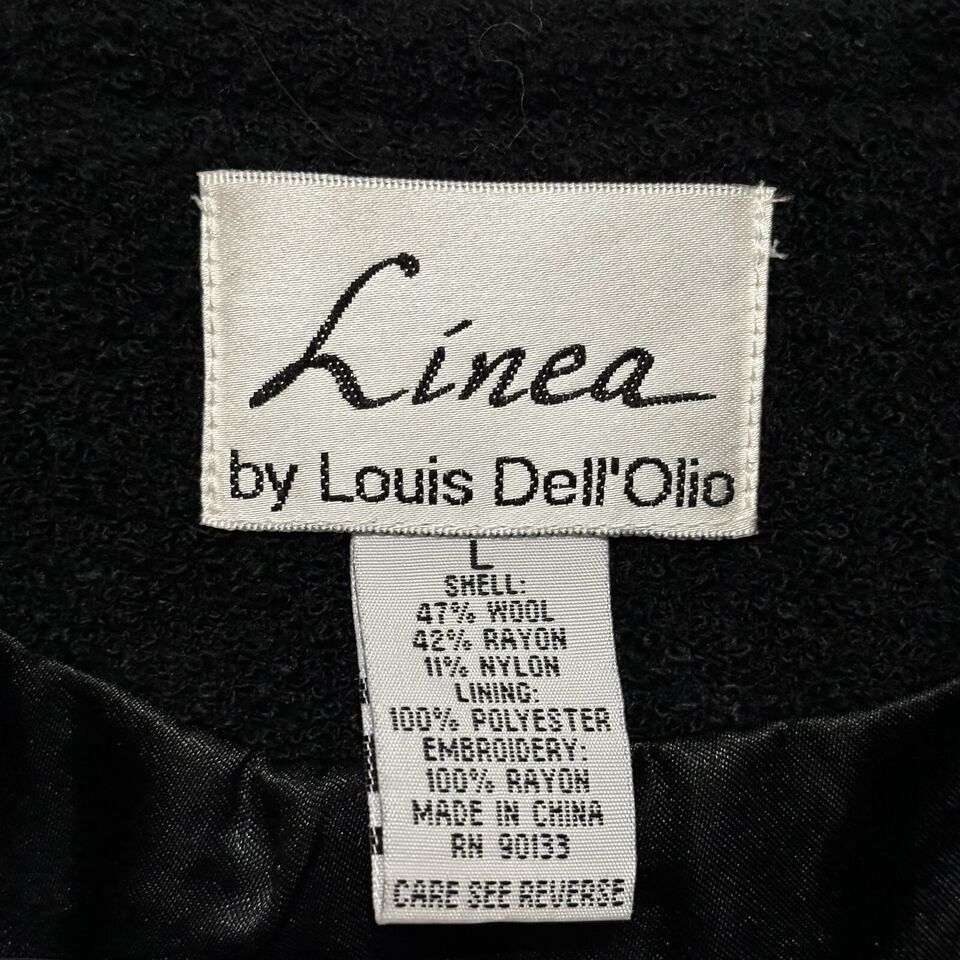 Linea
by Louis Dell'Olio
L
SHELL:
47% WOOL
42% RAYON
11% NYLON
LINING:
100% POLYESTER
EMBROIDERY:
100% RAYON
MADE IN CHINA
RN 90133
CARE SEE REVERSE